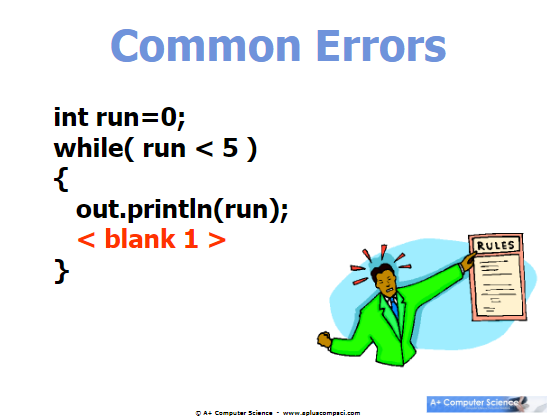 Common Errors
int run=0;
while( run < 5 )
{
out.println(run);
< blank 1 >
}
RULES
A+ Computer Science
© A+ Computer Science - www.apluscompsci.com